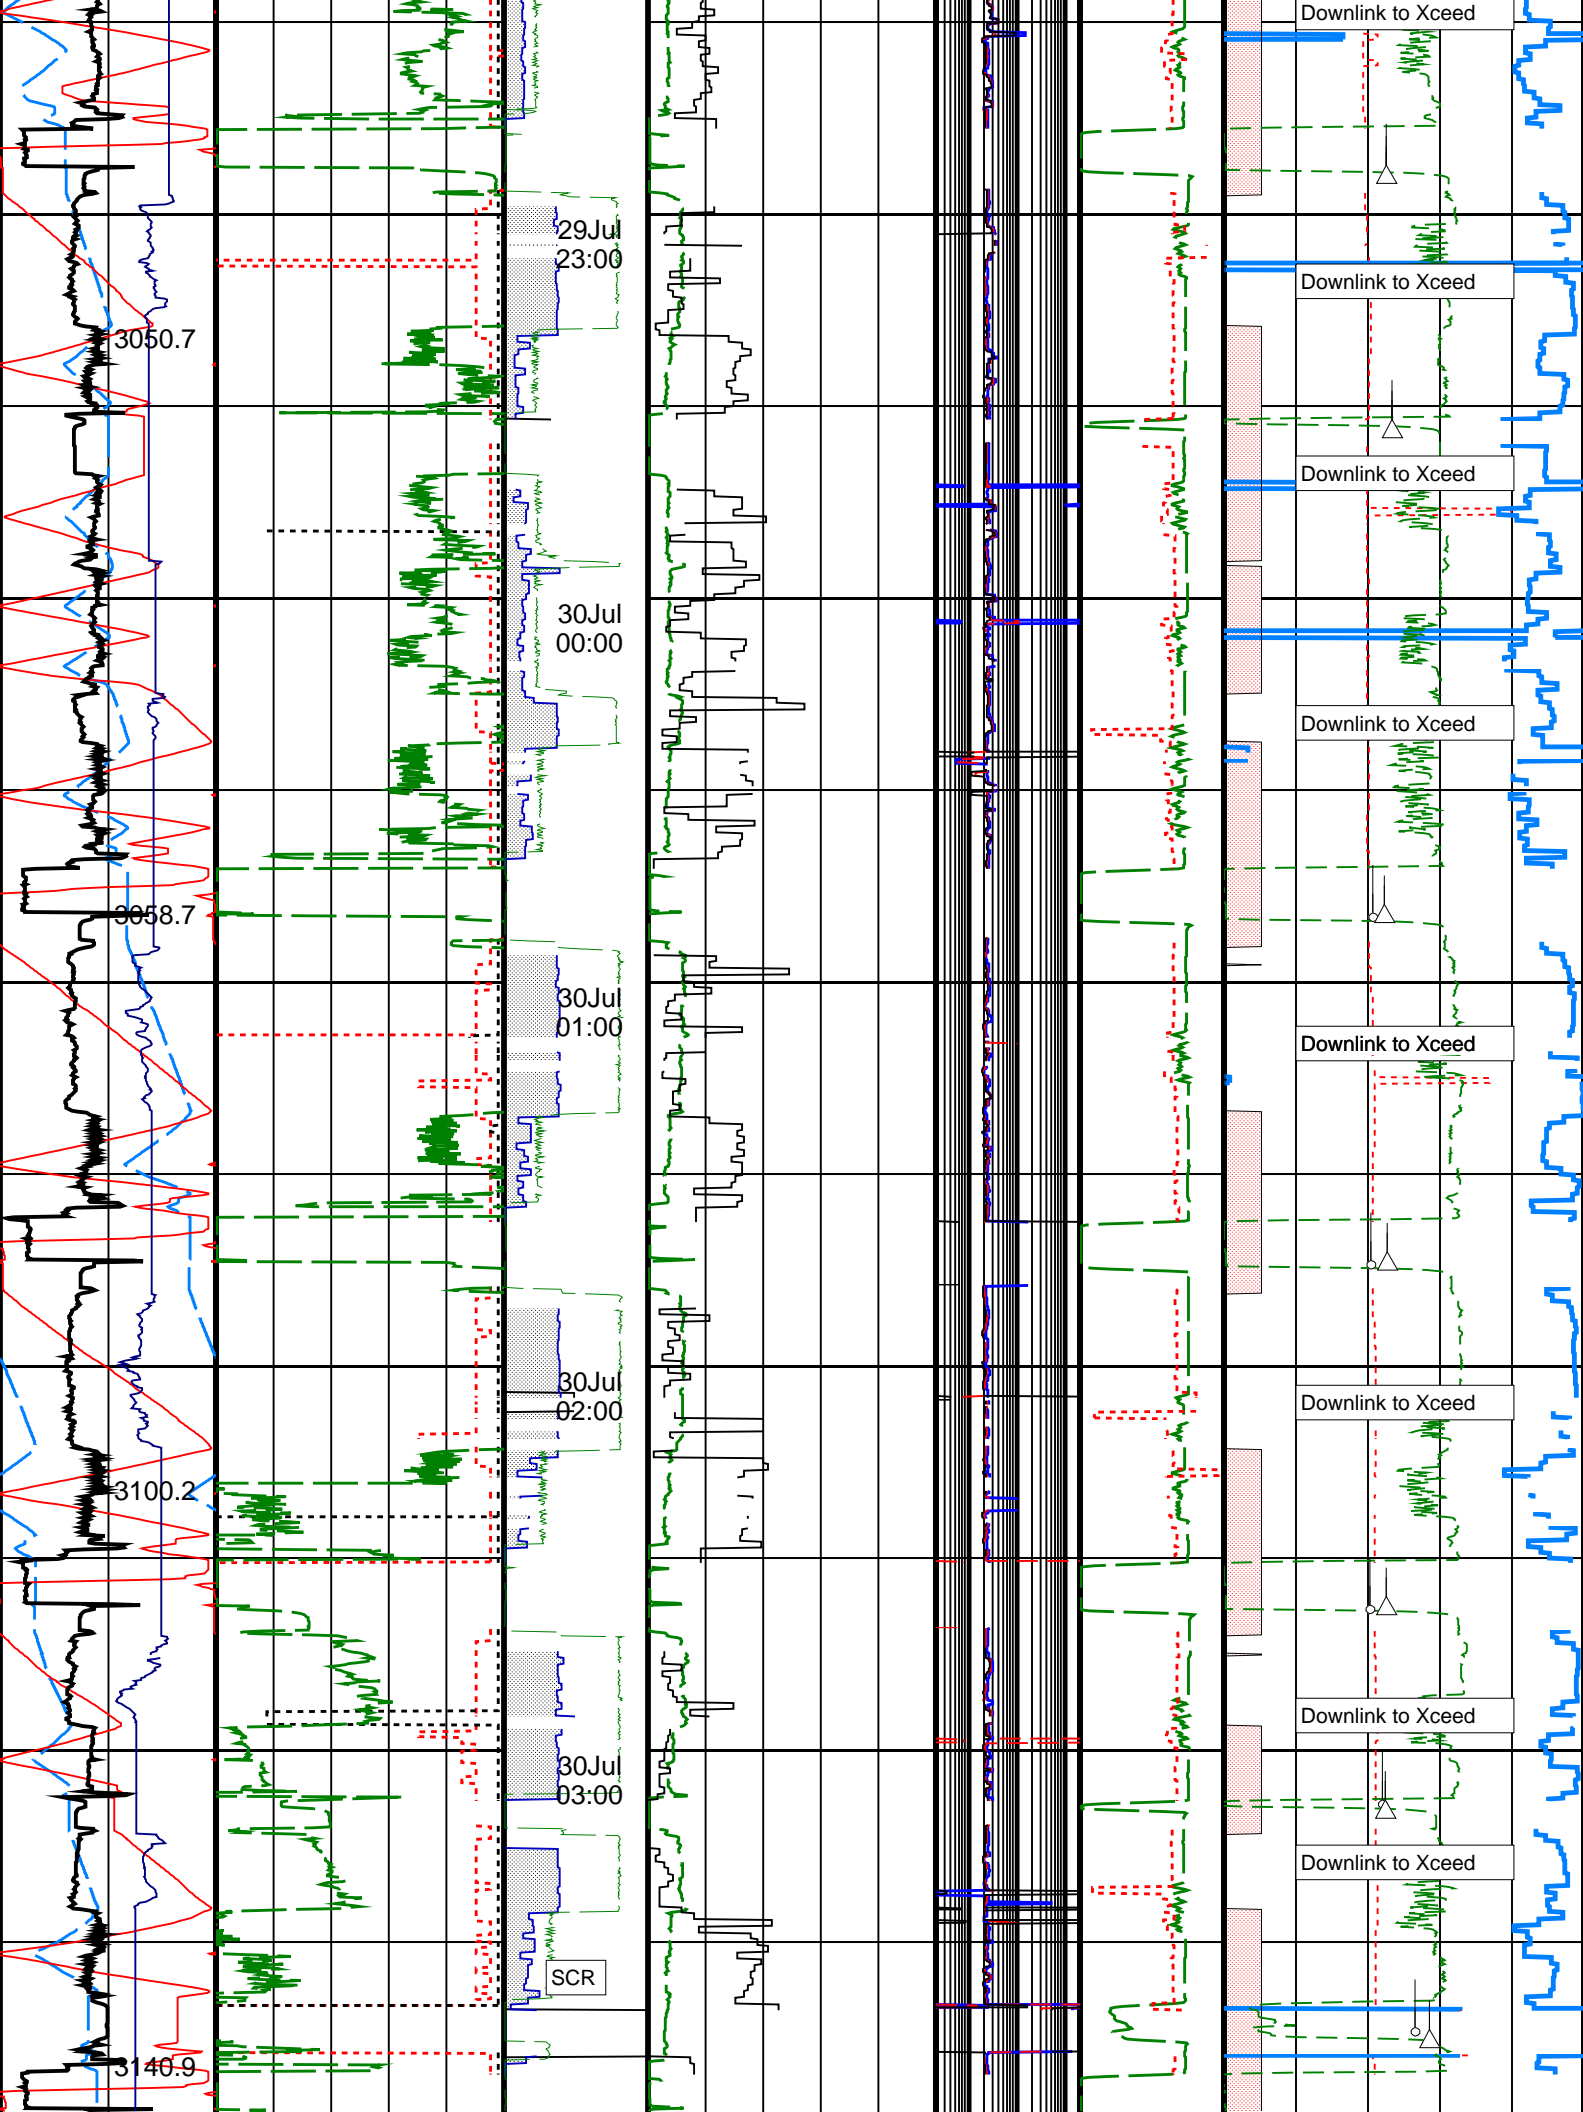 Downlink to Xceed
29Jul
23:00
Downlink to Xceed
3050.7
Downlink to Xceed
30Jul
00:00
Downlink to Xceed
3058.7
30Jul
01:00
Downlink to Xceed
30Jul
02:00
Downlink to Xceed
3100.2
Downlink to Xceed
30Jul
03:00
Downlink to Xceed
SCR
3140.9